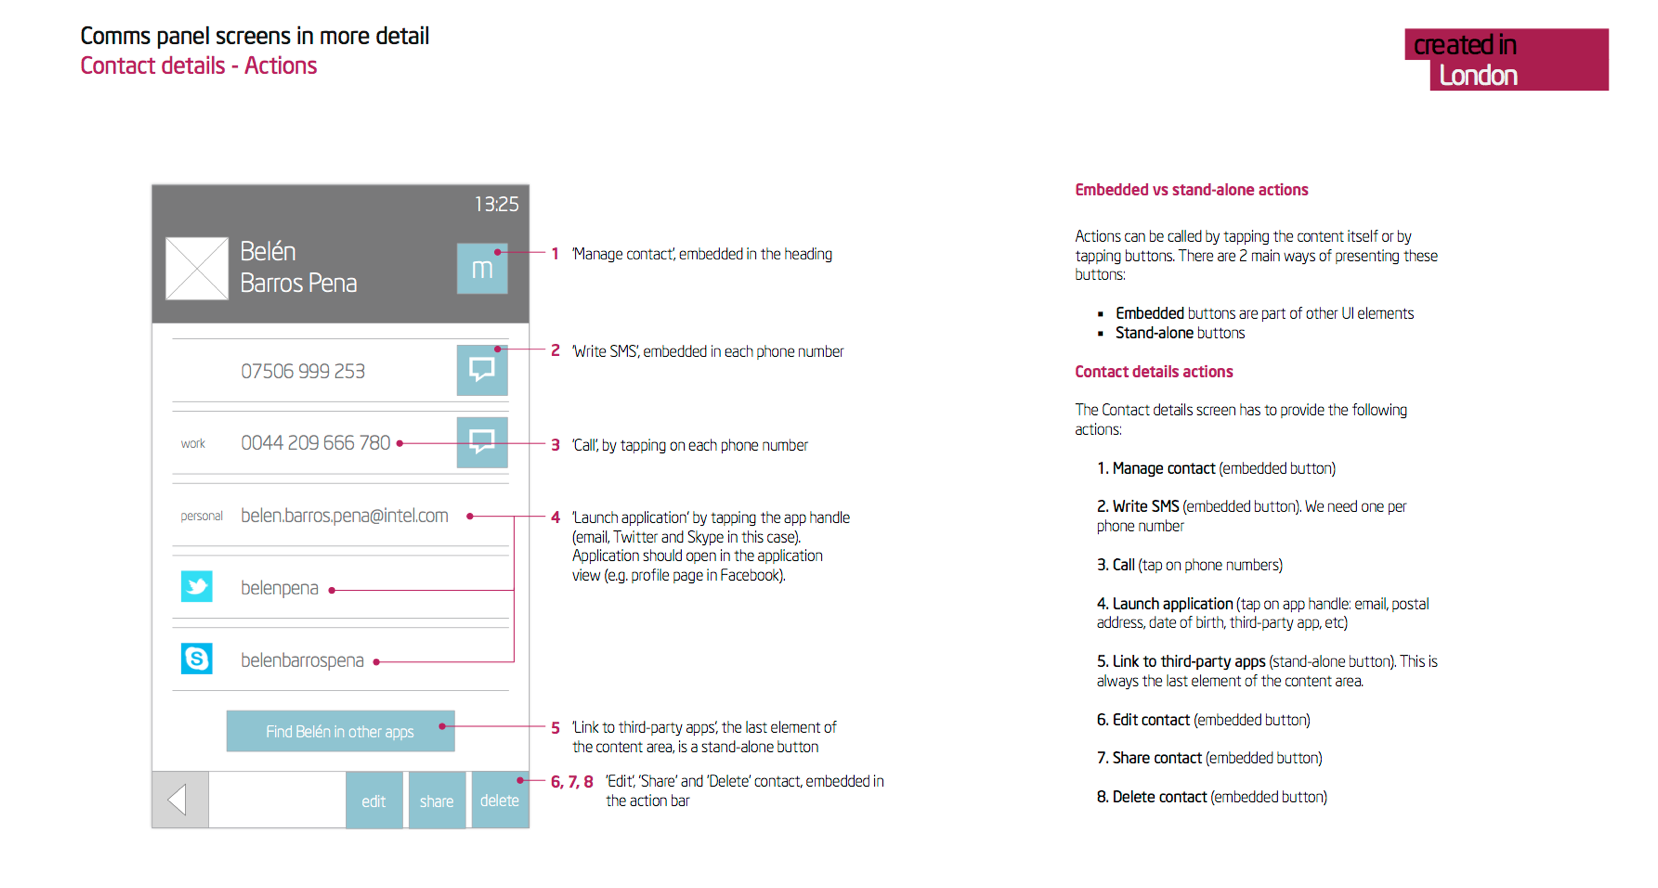 Comms panel screens in more detail
Contact details - Actions
created in
London
13:25
Belén
Barros Pena
m
07506 999 253
work 0044 209 666 780
personal belen.barros.pena@intel.com
belenpena
belenbarrospena
Find Belén in other apps
edit share delete
1 'Manage contact', embedded in the heading
2 'Write SMS', embedded in each phone number
3 'Call', by tapping on each phone number
4 'Launch application' by tapping the app handle
(email, Twitter and Skype in this case).
Application should open in the application
view (e.g. profile page in Facebook).
5 'Link to third-party apps', the last element of
the content area, is a stand-alone button
6, 7, 8 'Edit', 'Share' and 'Delete' contact, embedded in
the action bar
Embedded vs stand-alone actions
Actions can be called by tapping the content itself or by
tapping buttons. There are 2 main ways of presenting these
buttons:
▪ Embedded buttons are part of other UI elements
▪ Stand-alone buttons
Contact details actions
The Contact details screen has to provide the following
actions:
1. Manage contact (embedded button)
2. Write SMS (embedded button). We need one per
phone number
3. Call (tap on phone numbers)
4. Launch application (tap on app handle: email, postal
address, date of birth, third-party app, etc)
5. Link to third-party apps (stand-alone button). This is
always the last element of the content area.
6. Edit contact (embedded button)
7. Share contact (embedded button)
8. Delete contact (embedded button)